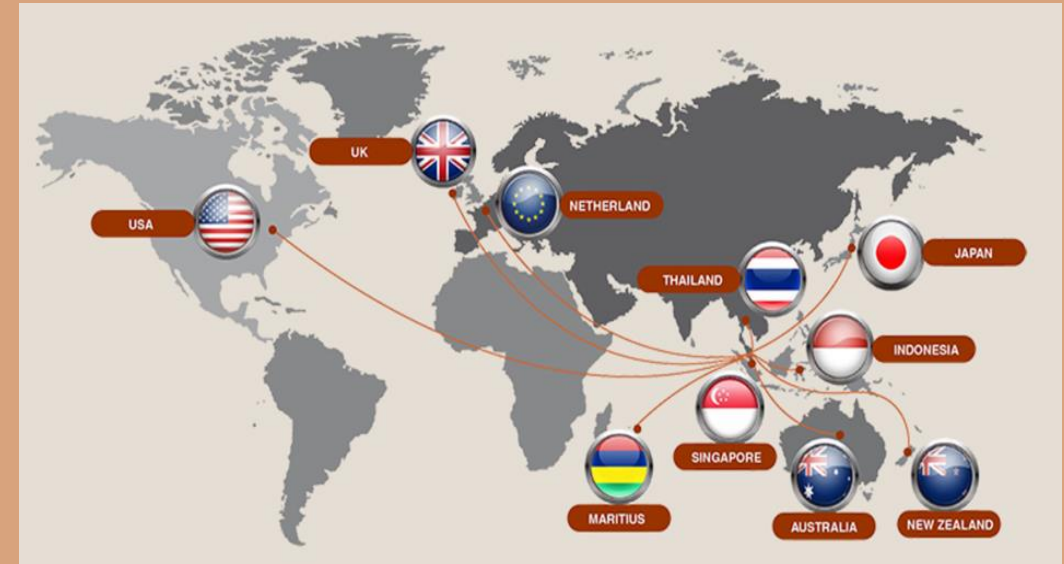 UK
USA
NETHERLAND
THAILAND
JAPAN
INDONESIA
SINGAPORE
MARITIUS
AUSTRALIA
NEW ZEALAND